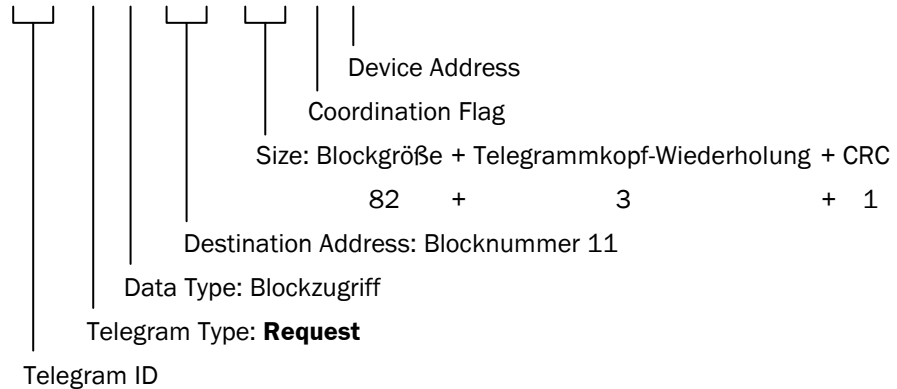 Device Address
Coordination Flag
Size: Blockgröße + Telegrammkopf-Wiederholung + CRC
82 + 3 + 1
Destination Address: Blocknummer 11
Data Type: Blockzugriff
Telegram Type: Request
Telegram ID